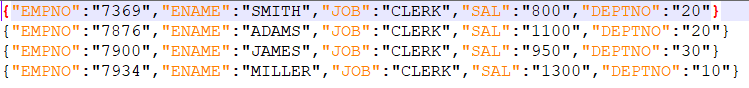 {"EMPNO":"7369","ENAME":"SMITH","JOB":"CLERK","SAL":"800","DEPTNO":"20"}
{"EMPNO":"7876","ENAME":"ADAMS","JOB":"CLERK","SAL":"1100","DEPTNO":"20"}
{"EMPNO":"7900","ENAME":"JAMES","JOB":"CLERK","SAL":"950","DEPTNO":"30"}
{"EMPNO":"7934","ENAME":"MILLER","JOB":"CLERK","SAL":"1300","DEPTNO":"10"}